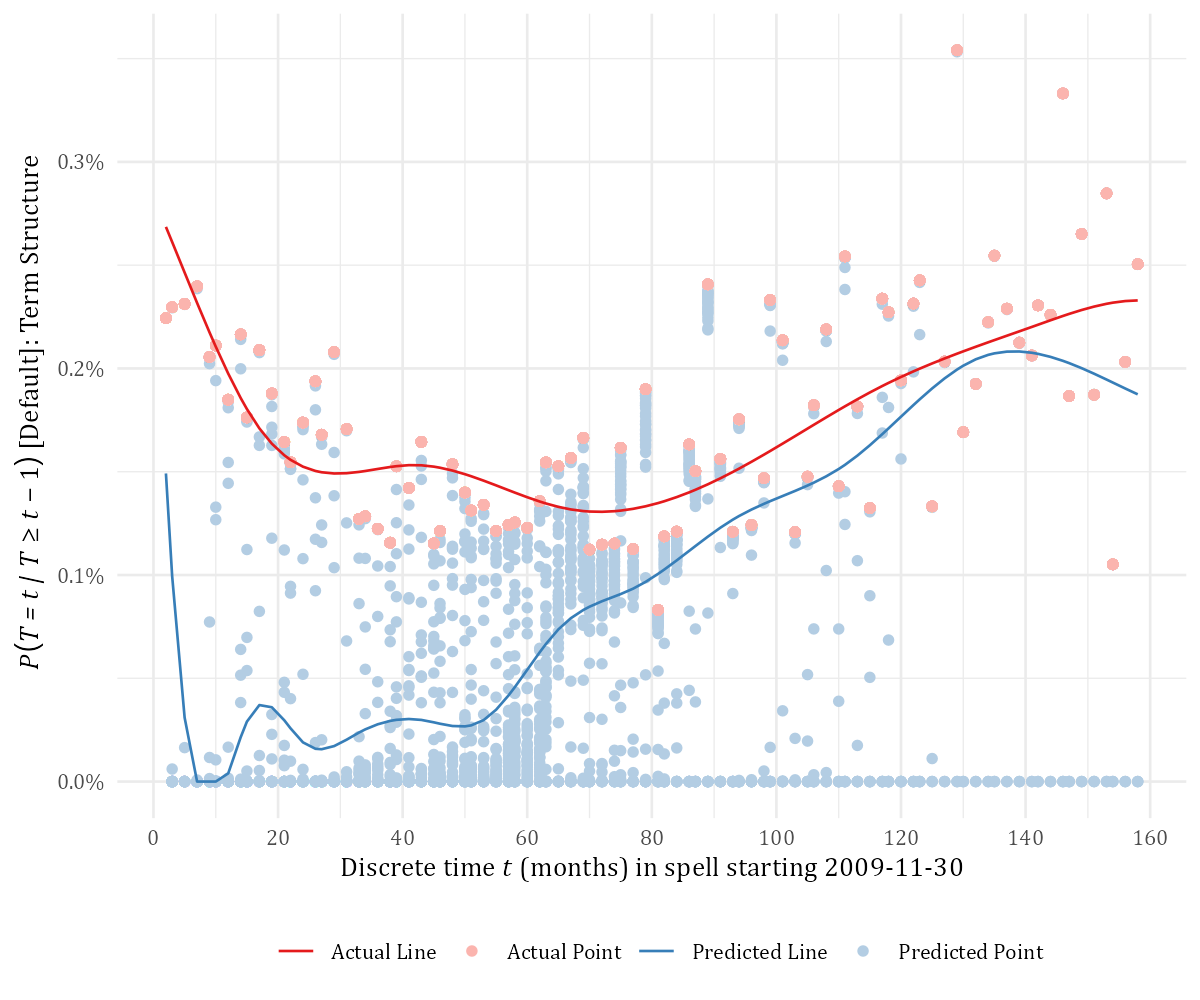 P(T = t / T ≥ t − 1) [Default]: Term Structure
0.3%
0.2%
0.1%
0.0%
0 20 40 60 80 100 120 140 160
Discrete time t (months) in spell starting 2009-11-30
Actual Line Actual Point Predicted Line Predicted Point